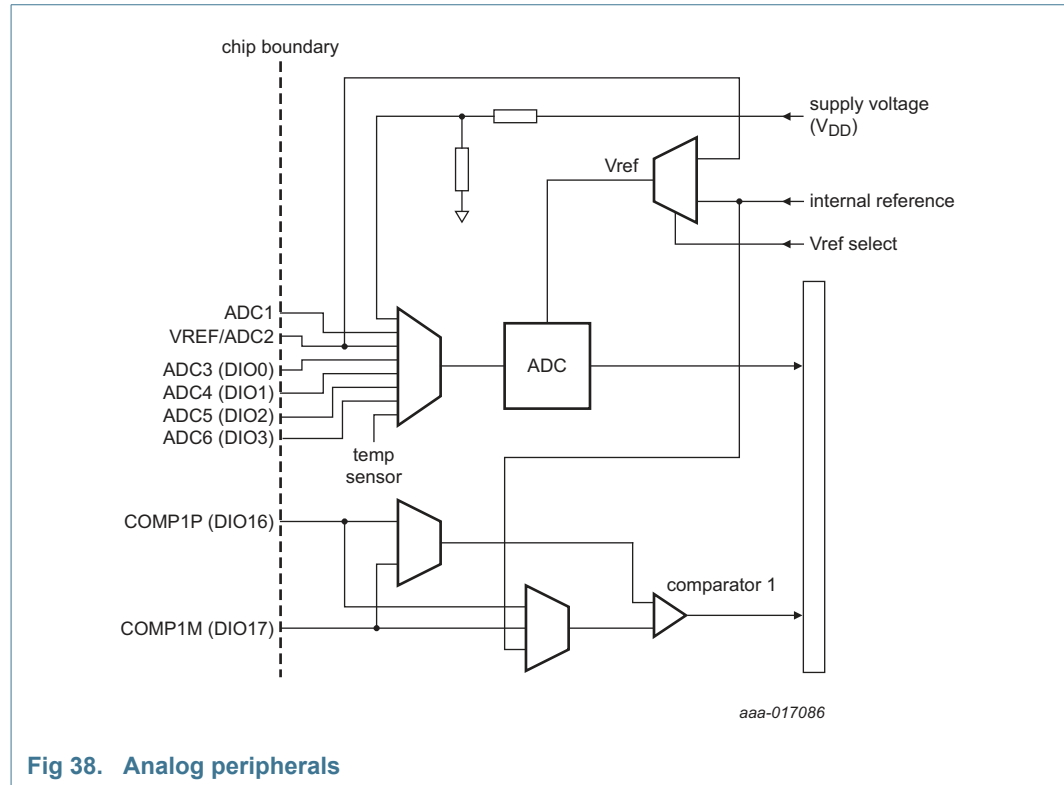 chip boundary
supply voltage
(VDD)
Vref
internal reference
Vref select
ADC1
VREF/ADC2
ADC3 (DIO0)
ADC4 (DIO1)
ADC5 (DIO2)
ADC6 (DIO3)
ADC
temp
sensor
COMP1P (DIO16)
comparator 1
COMP1M (DIO17)
aaa-017086
Fig 38. Analog peripherals